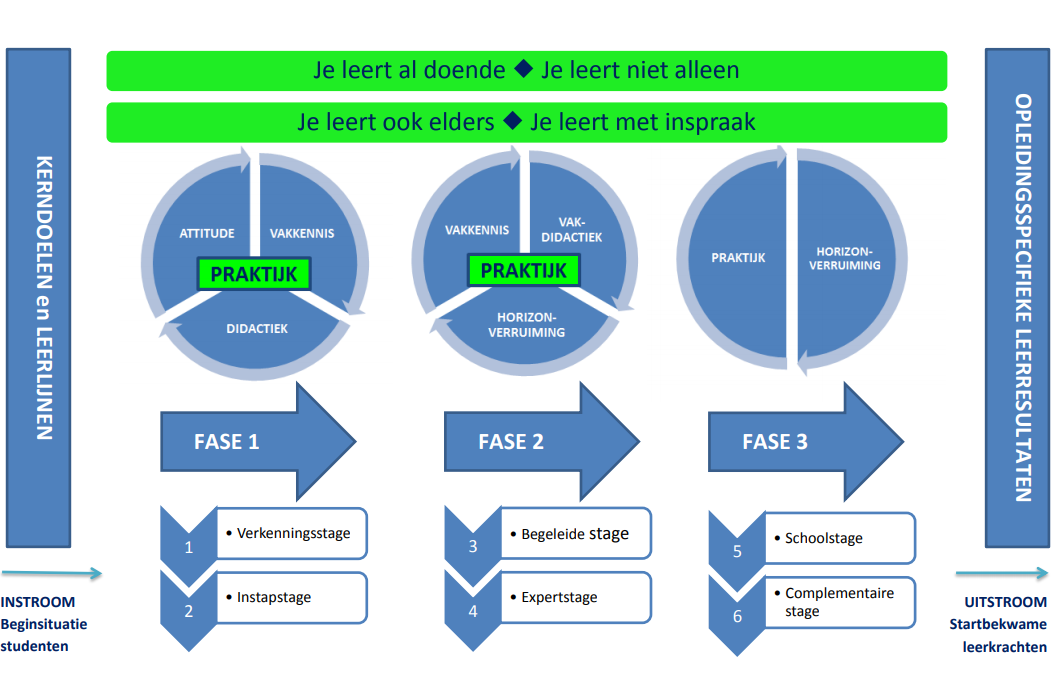 Je leert al doende ◆ Je leert niet alleen
Je leert ook elders ◆ Je leert met inspraak
KERNDOELEN en LEERLIJNEN
OPLEIDINGSSPECIFIEKE LEERRESULTATEN
ATTITUDE
VAKKENNIS
PRAKTIJK
DIDACTIEK
VAKKENNIS
VAK-
DIDACTIEK
PRAKTIJK
HORIZON-
VERRUIMING
PRAKTIJK
HORIZON-
VERRUIMING
FASE 1
FASE 2
FASE 3
1
• Verkenningsstage
2
• Instapstage
3
• Begeleide stage
4
• Expertstage
5
• Schoolstage
6
• Complementaire
stage
INSTROOM
Beginsituatie
studenten
UITSTROOM
Startbekwame
leerkrachten